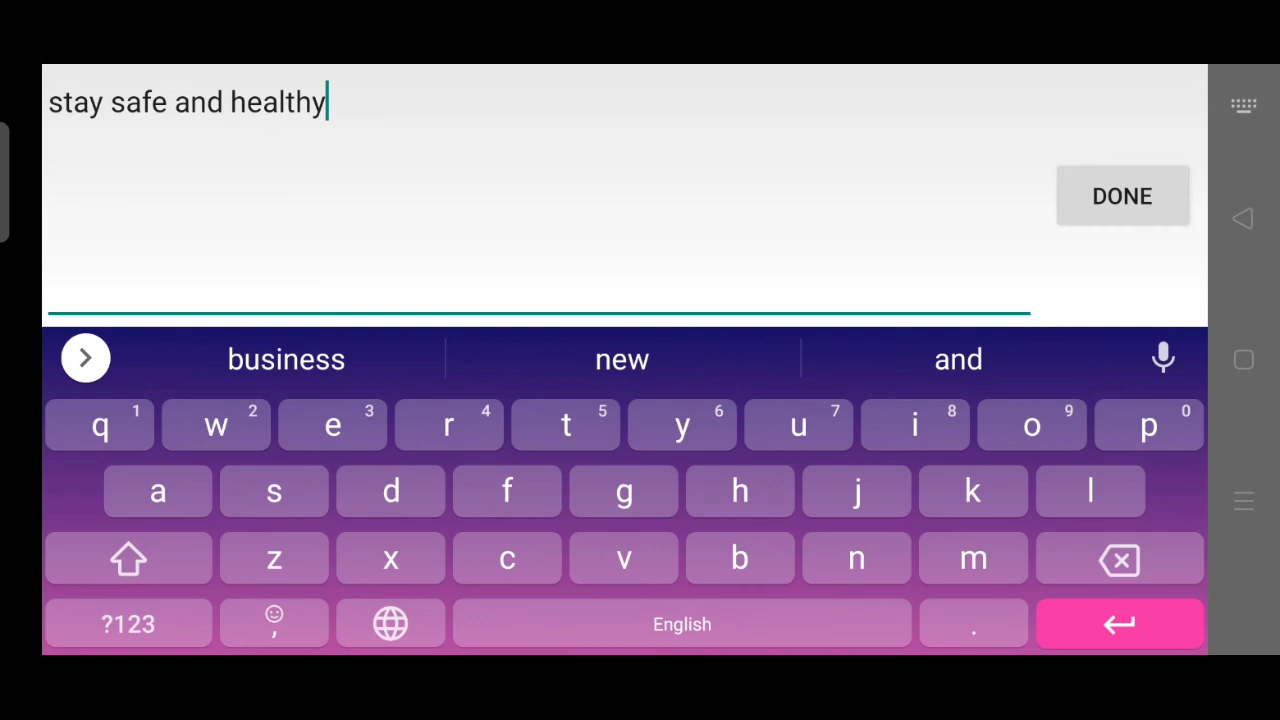 stay safe and healthy
DONE
business new and
q 1 w 2 e 3 r 4 t 5 y 6 u 7 i 8 o 9 p 0
a s d f g h j k l
z x c v b n m
?123 , English .